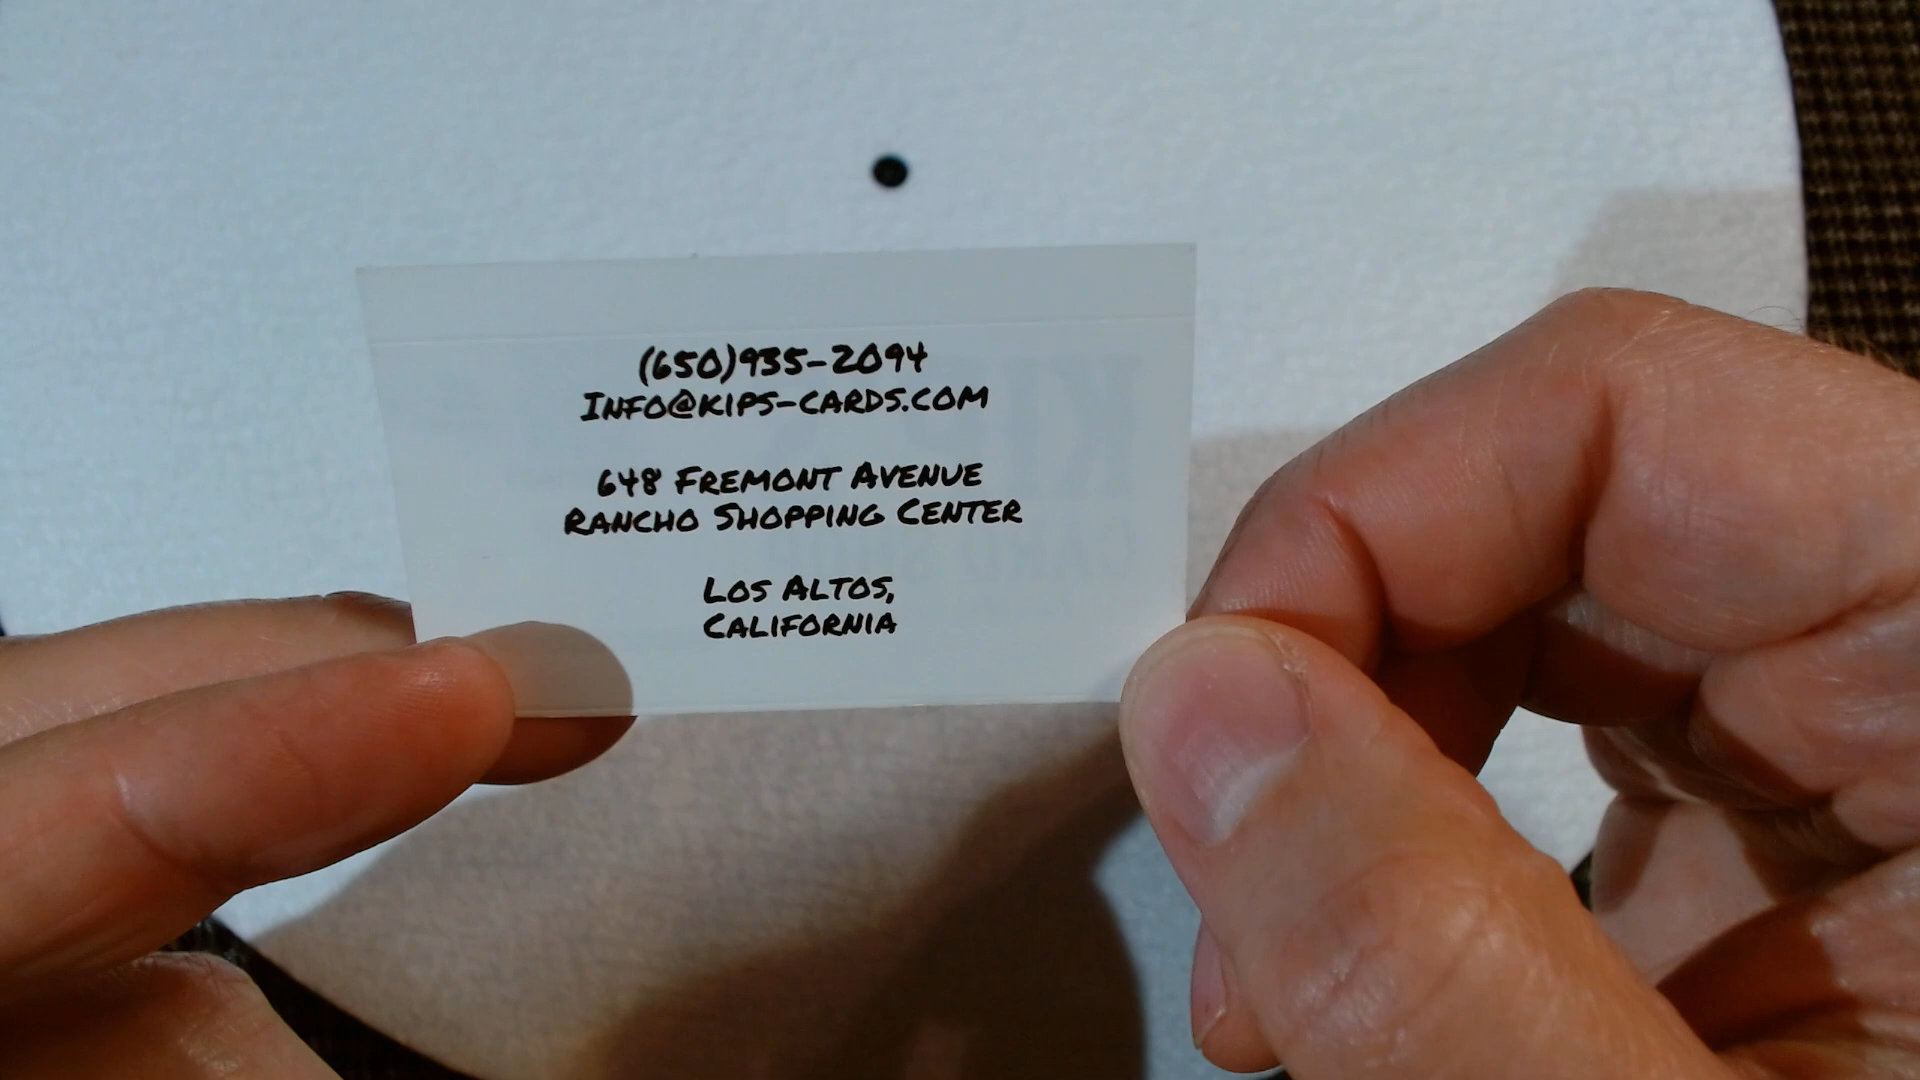 (650)935-2094
INFO@KIPS-CARDS.COM
648 FREMONT AVENUE
RANCHO SHOPPING CENTER
LOS ALTOS,
CALIFORNIA